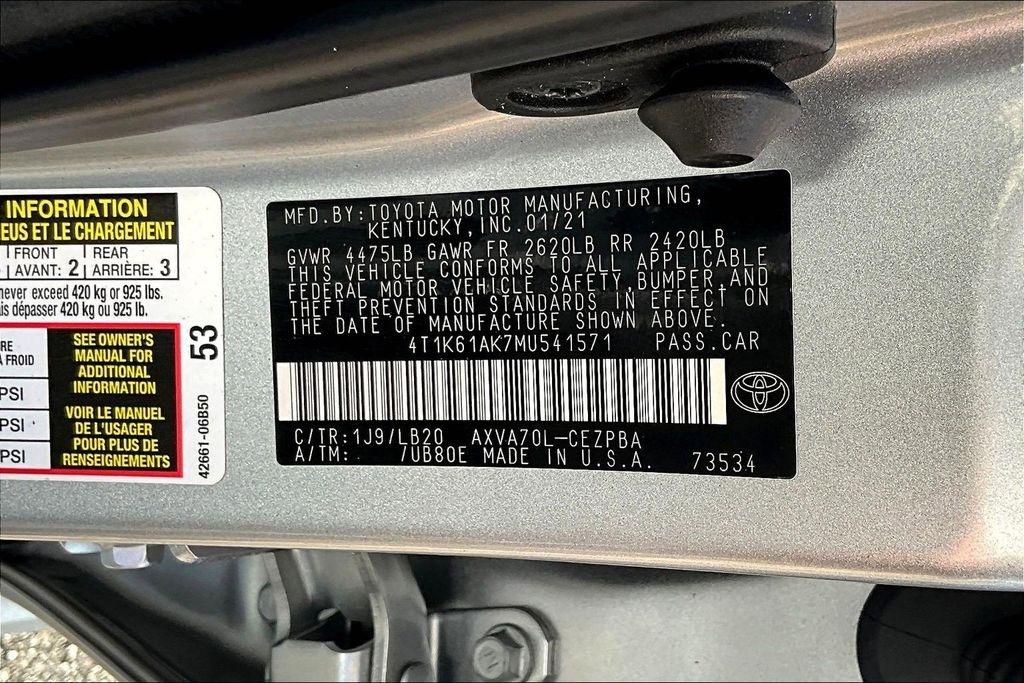 INFORMATION
EUS ET LE CHARGEMENT
FRONT REAR
AVANT: 2 ARRIÈRE: 3
never exceed 420 kg or 925 lbs.
ais dépasser 420 kg ou 925 lb.
RE
À FROID
PSI
PSI
PSI
SEE OWNER'S
MANUAL FOR
ADDITIONAL
INFORMATION
VOIR LE MANUEL
DE L'USAGER
POUR PLUS DE
RENSEIGNEMENTS
53
42661-06B50
MFD.BY:TOYOTA MOTOR MANUFACTURING,
KENTUCKY,INC.01/21
GVWR 4475LB GAWR FR 2620LB RR 2420LB
THIS VEHICLE CONFORMS TO ALL APPLICABLE
FEDERAL MOTOR VEHICLE SAFETY,BUMPER,AND
THEFT PREVENTION STANDARDS IN EFFECT ON
THE DATE OF MANUFACTURE SHOWN ABOVE.
4T1K61AK7MU541571 PASS.CAR
C/TR:1J9/LB20 AXVA70L-CEZPBA
A/TM: /UB80E MADE IN U.S.A. 73534